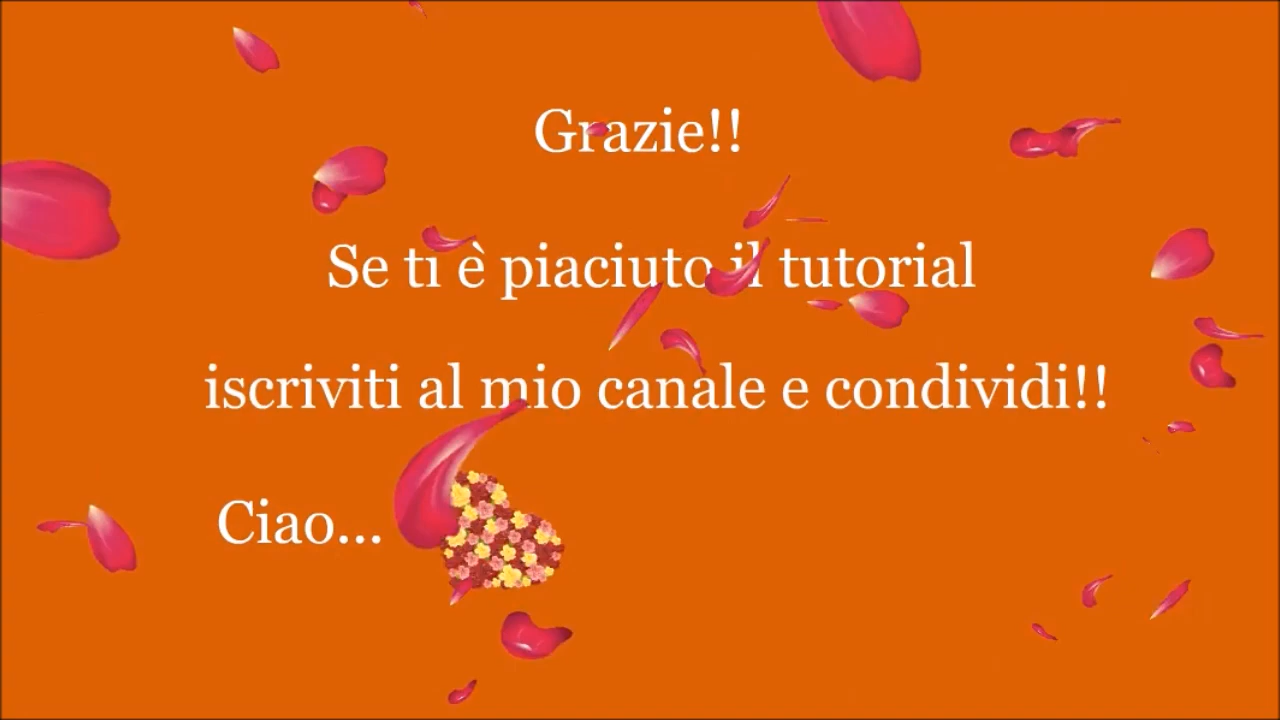 Grazie!!
Se ti è piaciuto il tutorial
iscriviti al mio canale e condividi!!
Ciao...